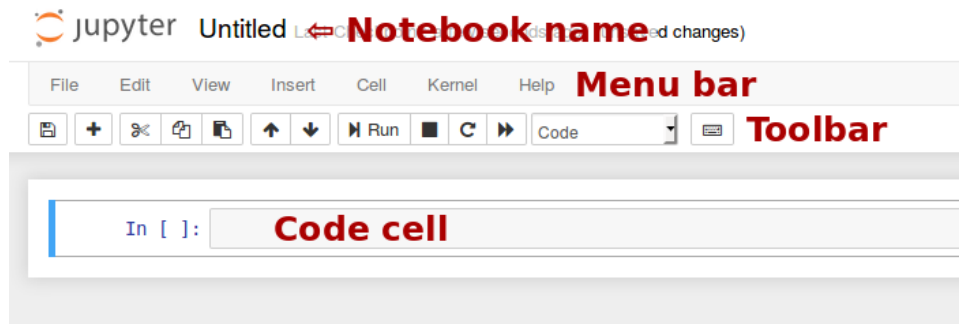 jupyter Untitled ⇐ Notebook name d changes)
File Edit View Insert Cell Kernel Help Menu bar
Run Code Toolbar
In [ ]: Code cell